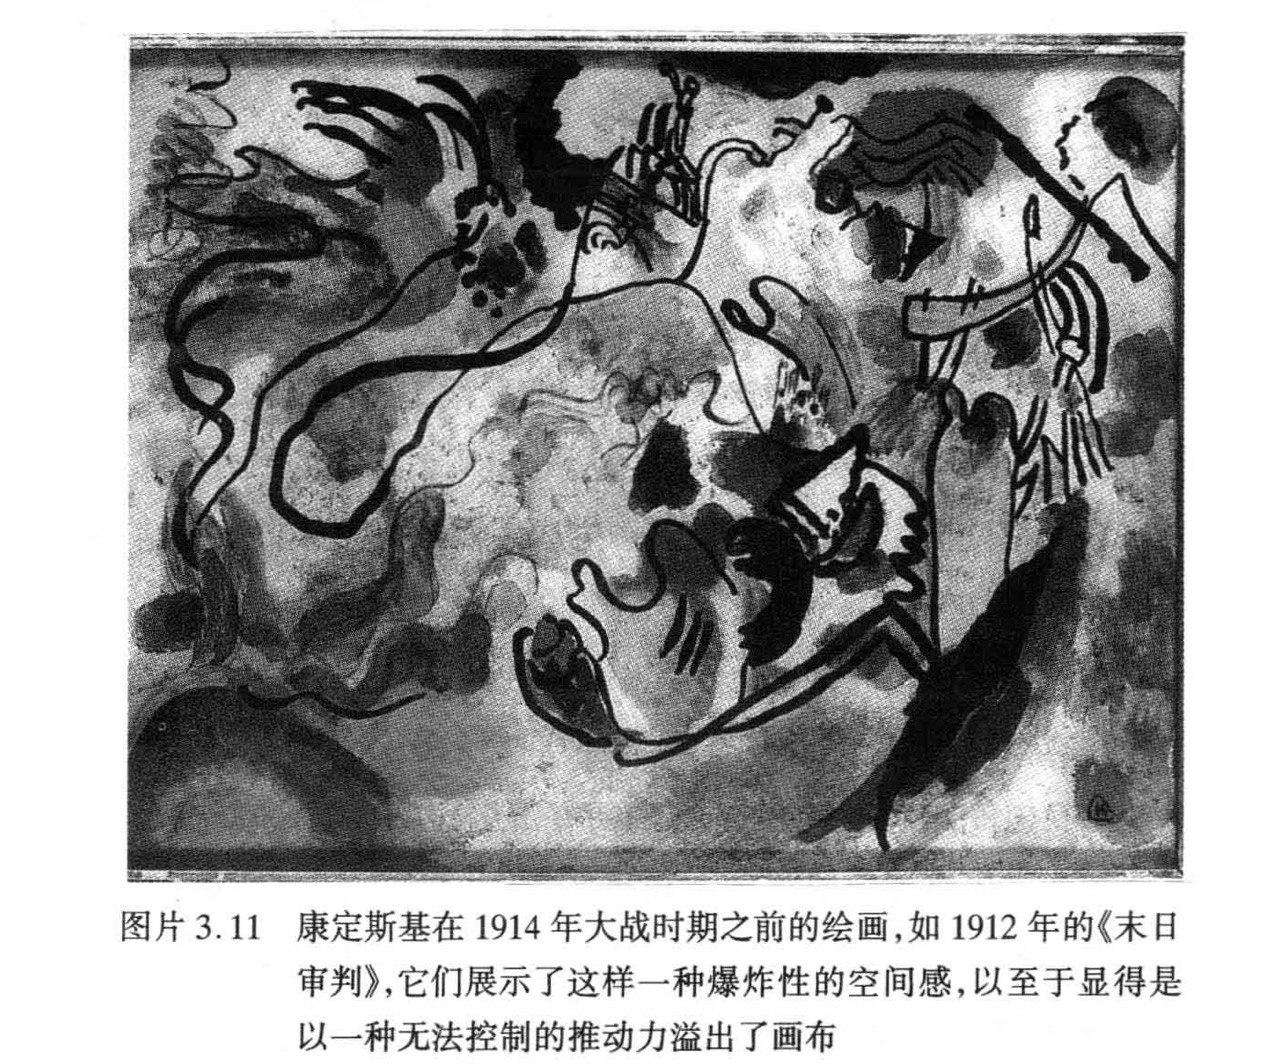 图片 3.11 康定斯基在 1914 年大战时期之前的绘画,如 1912 年的《末日
审判》,它们展示了这样一种爆炸性的空间感,以至于显得是
以一种无法控制的推动力溢出了画布